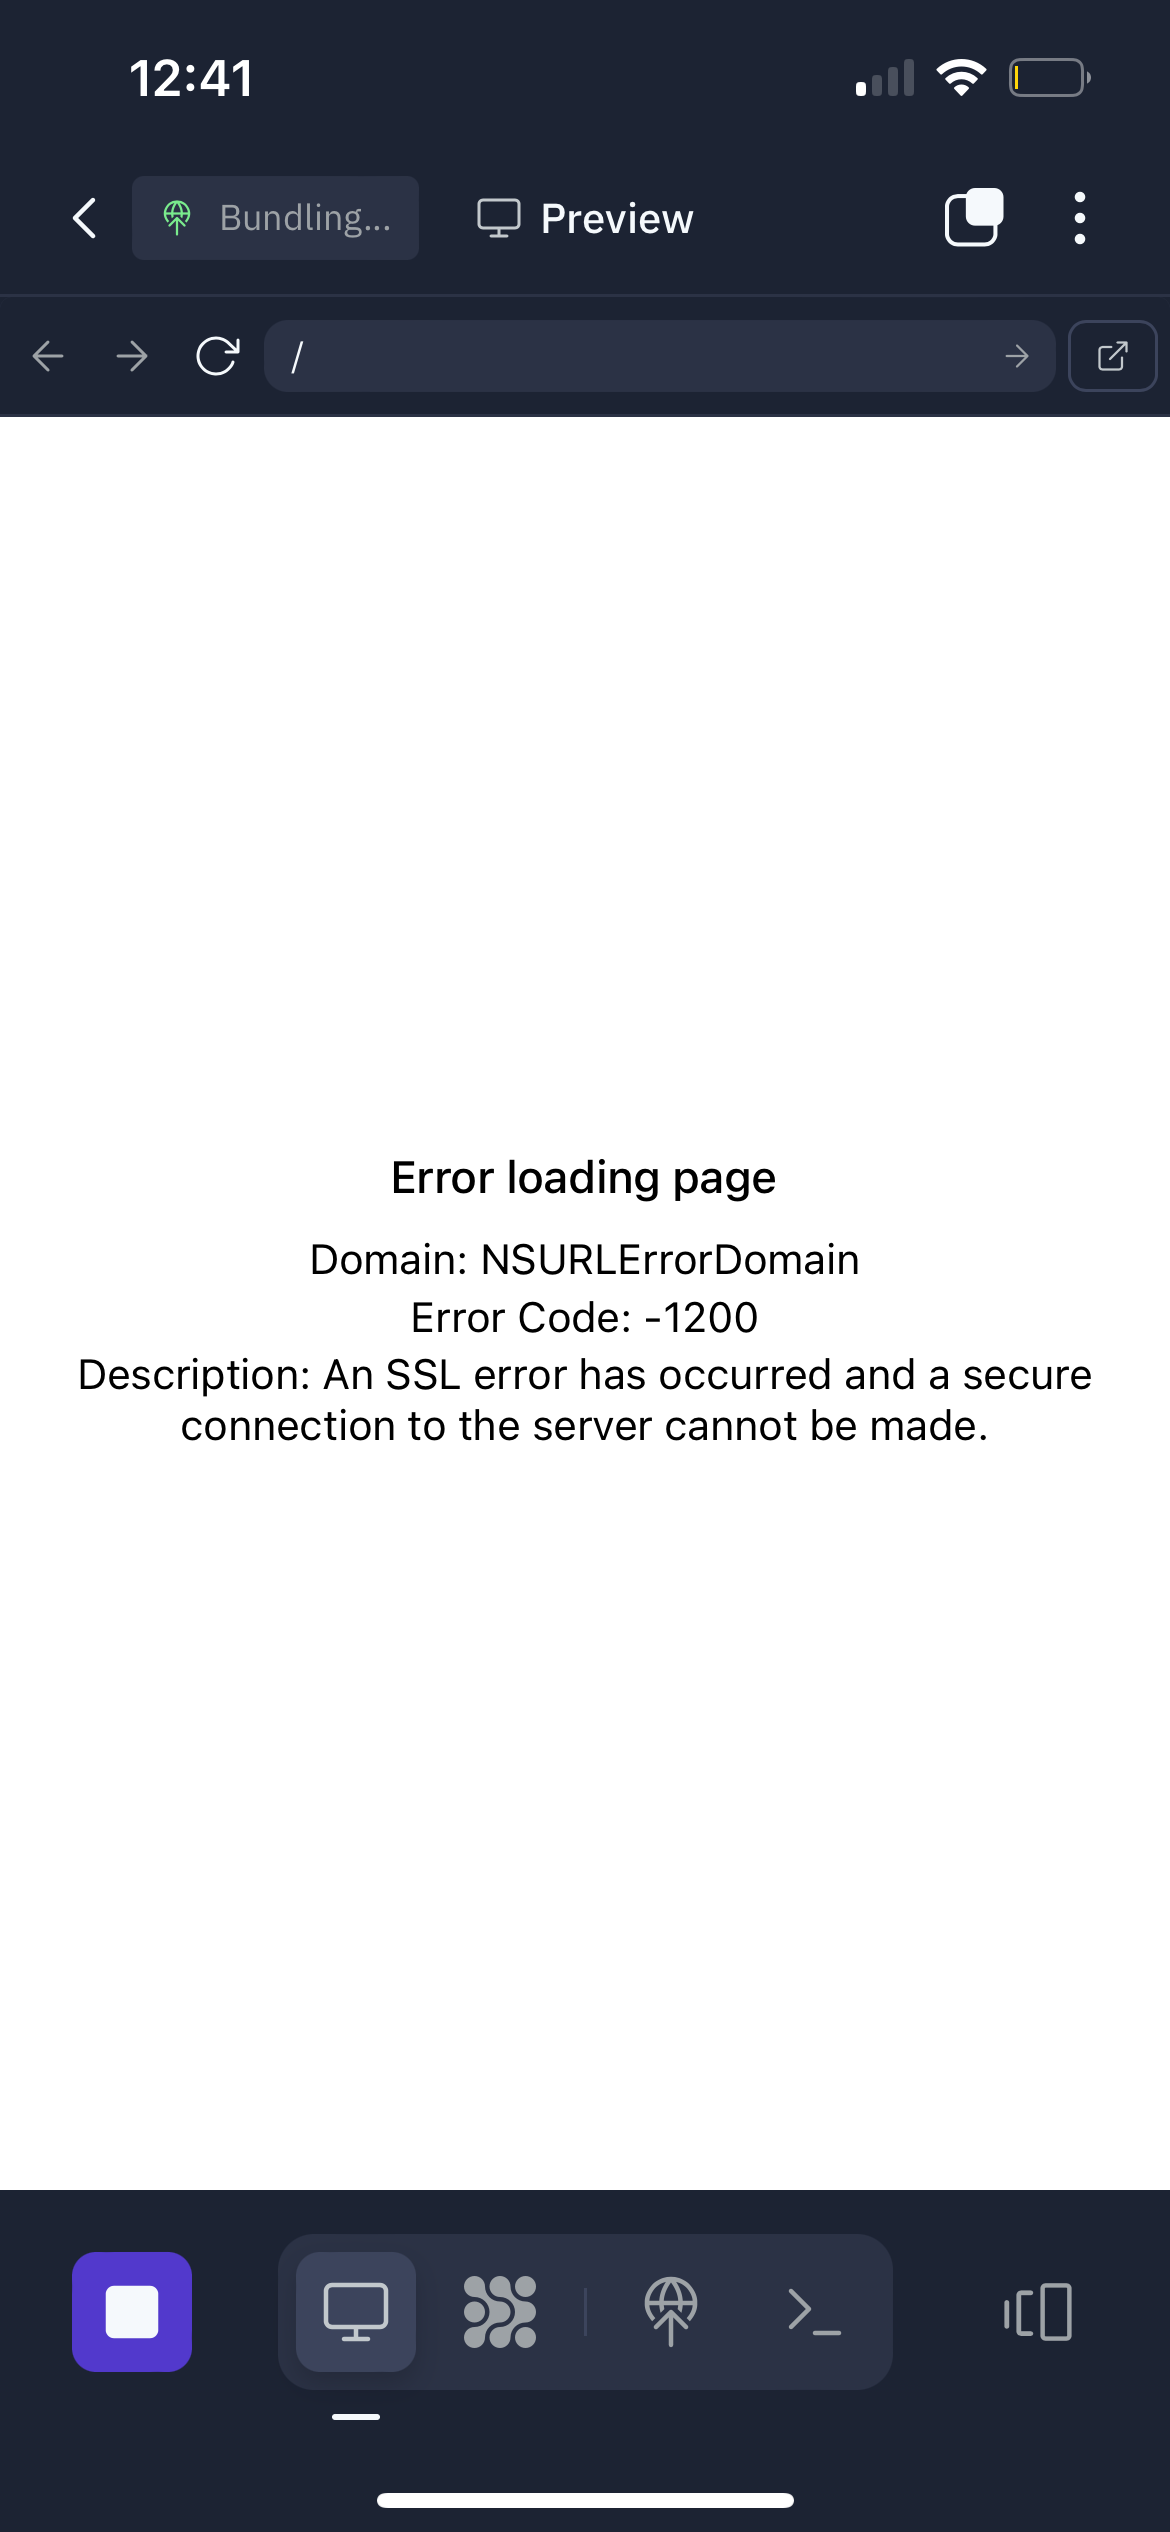 12:41
Bundling...
Preview
/
Error loading page
Domain: NSURLErrorDomain
Error Code: -1200
Description: An SSL error has occurred and a secure
connection to the server cannot be made.